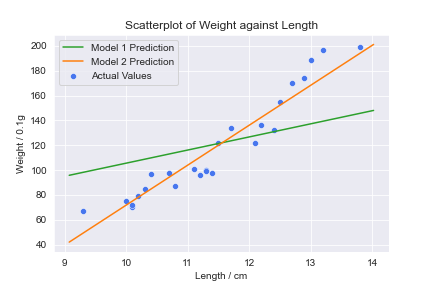 Scatterplot of Weight against Length
Model 1 Prediction
Model 2 Prediction
Actual Values
200
180
160
140
120
100
80
60
40
Weight / 0.1g
9 10 11 12 13 14
Length / cm